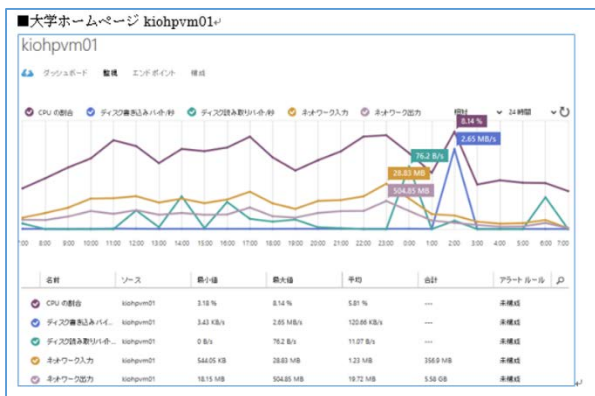 ■大学ホームページ kiohpvm01
kiohpvm01
ダッシュボード 監視 エンドポイント 構成
CPU の割合 ディスク書き込みバイト/秒 ディスク読み取りバイト/秒 ネットワーク入力 ネットワーク出力 相対 24 時間
8.14 %
2.65 MB/s
76.2 B/s
28.83 MB
504.85 MB
7:00 8:00 9:00 10:00 11:00 12:00 13:00 14:00 15:00 16:00 17:00 18:00 19:00 20:00 21:00 22:00 23:00 0:00 1:00 2:00 3:00 4:00 5:00 6:00 7:00
名前 ソース 最小値 最大値 平均 合計 アラート ルール
CPU の割合 kiohpvm01 3.18 % 8.14 % 5.81 % --- 未構成
ディスク書き込みバイ... kiohpvm01 3.43 KB/s 2.65 MB/s 120.66 KB/s --- 未構成
ディスク読み取りバイト... kiohpvm01 0 B/s 76.2 B/s 11.07 B/s --- 未構成
ネットワーク入力 kiohpvm01 544.05 KB 28.83 MB 1.23 MB 356.9 MB 未構成
ネットワーク出力 kiohpvm01 18.15 MB 504.85 MB 19.72 MB 5.58 GB 未構成